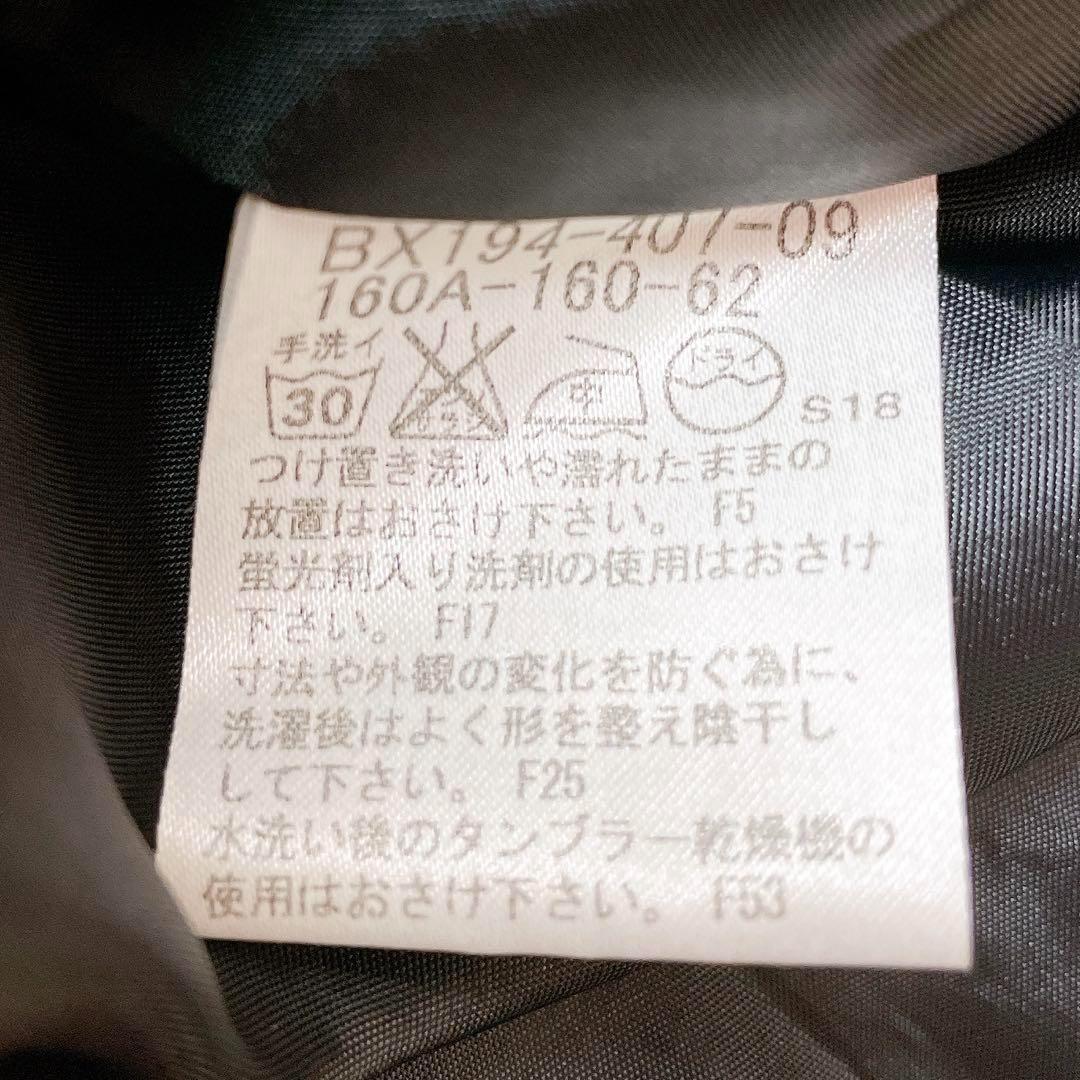 BX194-407-09
160A-160-62
手洗イ
30 中 ドライ S18
つけ置き洗いや濡れたままの
放置はおさけ下さい。 F5
蛍光剤入り洗剤の使用はおさけ
下さい。 F17
寸法や外観の変化を防ぐ為に、
洗濯後はよく形を整え陰干し
して下さい。 F25
水洗い後のタンブラー乾燥機の
使用はおさけ下さい。 F53